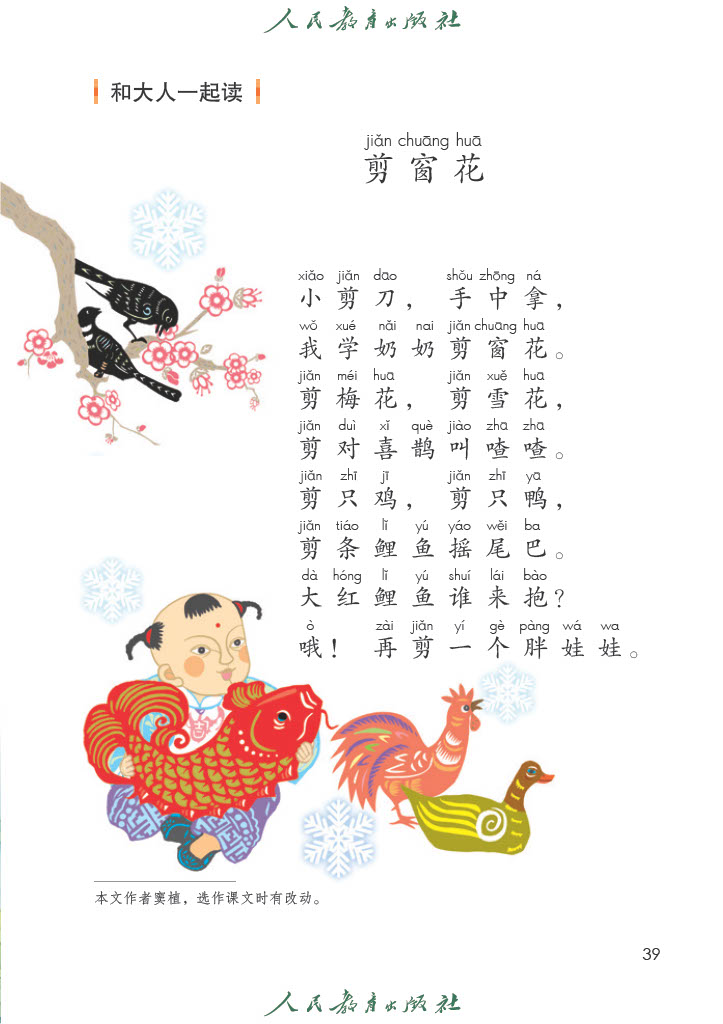 人民教育出版社
和大人一起读
jiǎn chuāng huā
剪窗花
xiǎo jiǎn dāo shǒu zhōng ná
小剪刀，手中拿，
wǒ xué nǎi nai jiǎn chuāng huā
我学奶奶剪窗花。
jiǎn méi huā jiǎn xuě huā
剪梅花，剪雪花，
jiǎn duì xǐ què jiào zhā zhā
剪对喜鹊叫喳喳。
jiǎn zhī jī jiǎn zhī yā
剪只鸡，剪只鸭，
jiǎn tiáo lǐ yú yáo wěi ba
剪条鲤鱼摇尾巴。
dà hóng lǐ yú shuí lái bào
大红鲤鱼谁来抱？
ò zài jiǎn yí gè pàng wá wa
哦！再剪一个胖娃娃。
吉
本文作者窦植，选作课文时有改动。
39
人民教育出版社